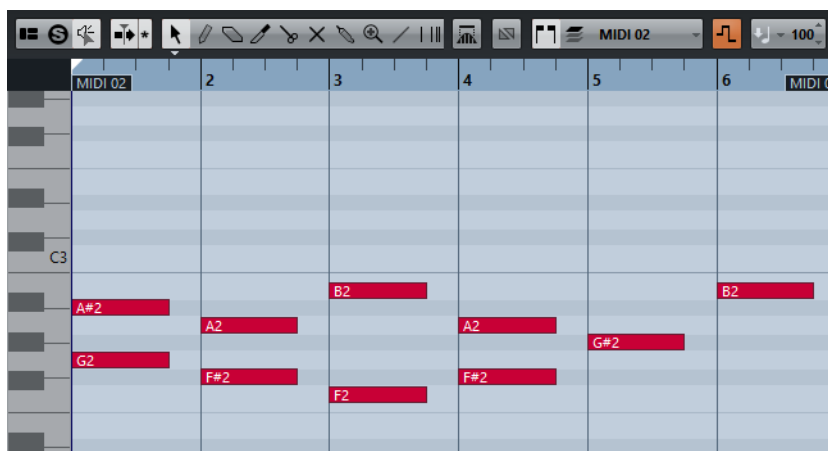 MIDI 02 100
2 3 4 5 6
MIDI 02 MIDI
C3
B2 B2
A#2
A2 A2
G#2
G2
F#2 F#2
F2